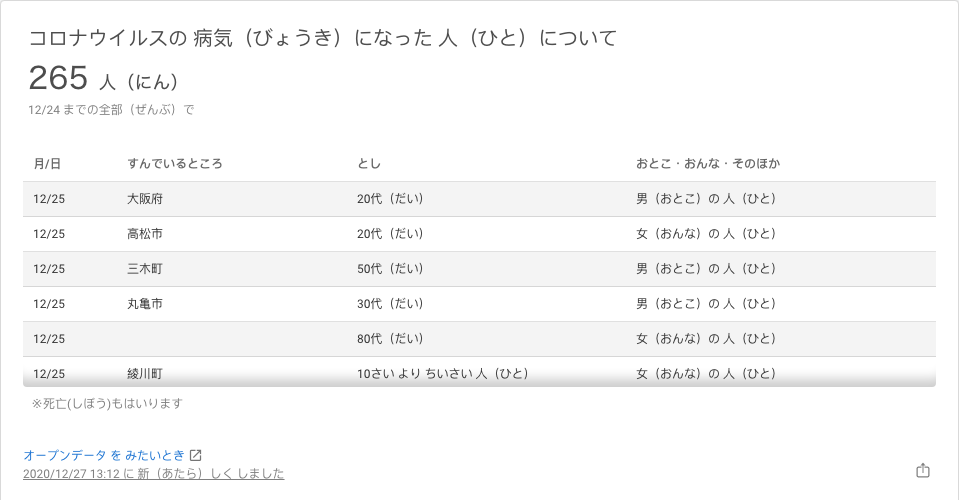 コロナウイルスの 病気（びょうき）になった 人（ひと）について
265 人（にん）
12/24 までの全部（ぜんぶ）で
月/日 すんでいるところ とし おとこ・おんな・そのほか
12/25 大阪府 20代（だい） 男（おとこ）の 人（ひと）
12/25 高松市 20代（だい） 女（おんな）の 人（ひと）
12/25 三木町 50代（だい） 男（おとこ）の 人（ひと）
12/25 丸亀市 30代（だい） 男（おとこ）の 人（ひと）
12/25 80代（だい） 女（おんな）の 人（ひと）
12/25 綾川町 10さい より ちいさい 人（ひと） 女（おんな）の 人（ひと）
※死亡(しぼう)もはいります
オープンデータ を みたいとき
2020/12/27 13:12 に 新（あたら）しく しました